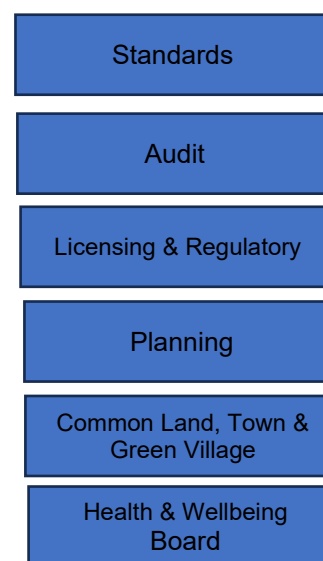 Standards
Audit
Licensing & Regulatory
Planning
Common Land, Town &
Green Village
Health & Wellbeing
Board